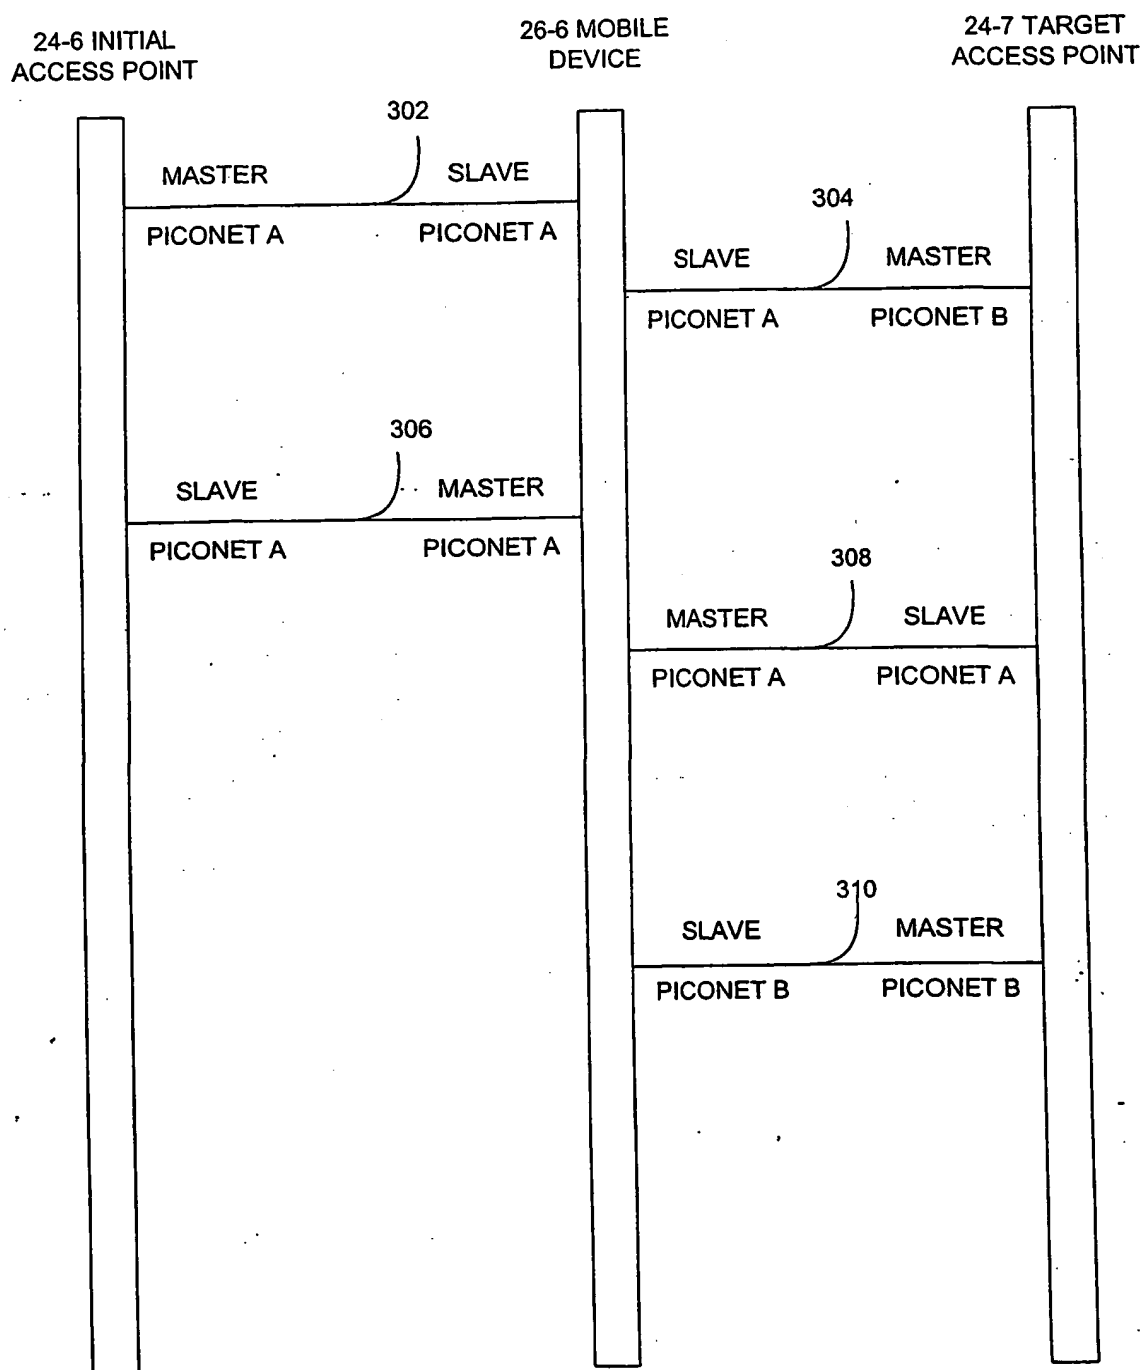 24-6 INITIAL
ACCESS POINT
26-6 MOBILE
DEVICE
24-7 TARGET
ACCESS POINT
302
MASTER
SLAVE
PICONET A
PICONET A
304
SLAVE
MASTER
PICONET A
PICONET B
306
SLAVE
MASTER
PICONET A
PICONET A
308
MASTER
SLAVE
PICONET A
PICONET A
310
SLAVE
MASTER
PICONET B
PICONET B